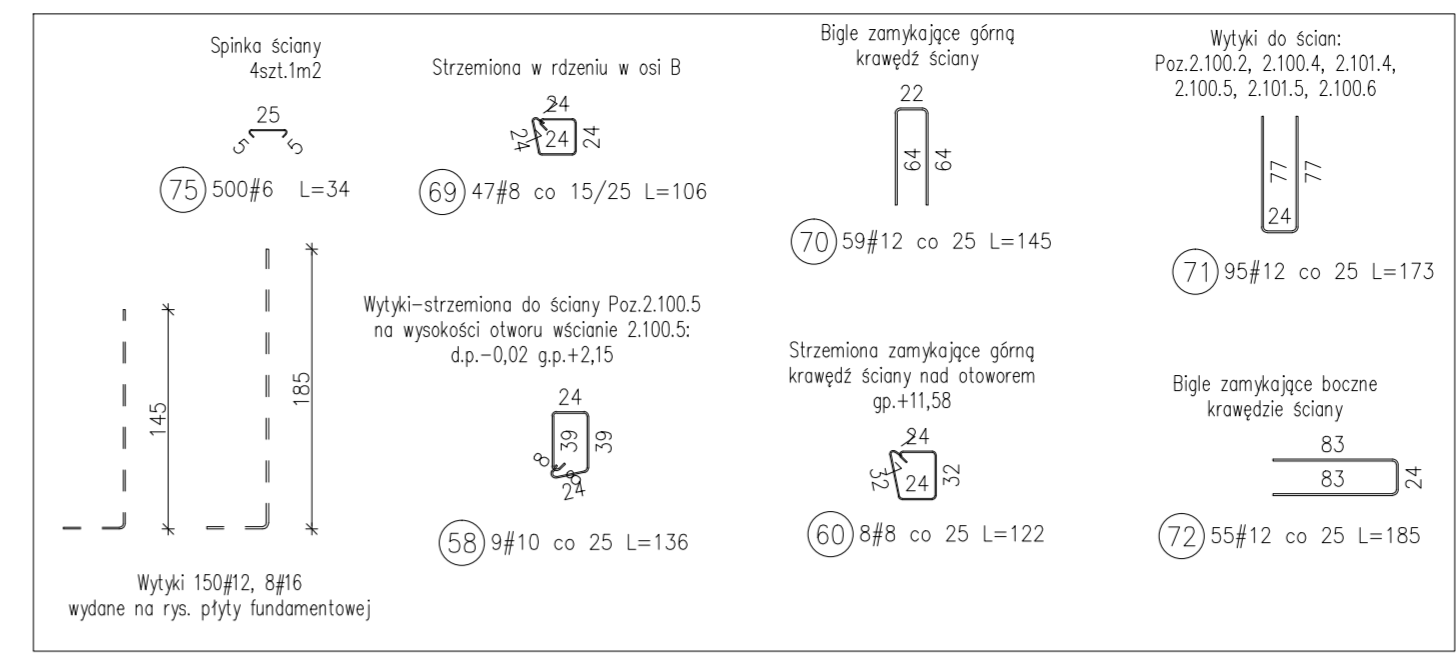 Spinka ściany
4szt.1m2
25
5
5
75 500#6 L=34
Strzemiona w rdzeniu w osi B
24
24
24
24
69 47#8 co 15/25 L=106
Bigle zamykające górną
krawędź ściany
22
64
64
70 59#12 co 25 L=145
Wytyki do ścian:
Poz.2.100.2, 2.100.4, 2.101.4,
2.100.5, 2.101.5, 2.100.6
77
77
24
71 95#12 co 25 L=173
145
185
Wytyki 150#12, 8#16
wydane na rys. płyty fundamentowej
Wytyki-strzemiona do ściany Poz.2.100.5
na wysokości otworu wścianie 2.100.5:
d.p.-0,02 g.p.+2,15
24
39
39
8
8
24
58 9#10 co 25 L=136
Strzemiona zamykające górną
krawędź ściany nad otoworem
gp.+11,58
24
32
24
32
60 8#8 co 25 L=122
Bigle zamykające boczne
krawędzie ściany
83
83
24
72 55#12 co 25 L=185